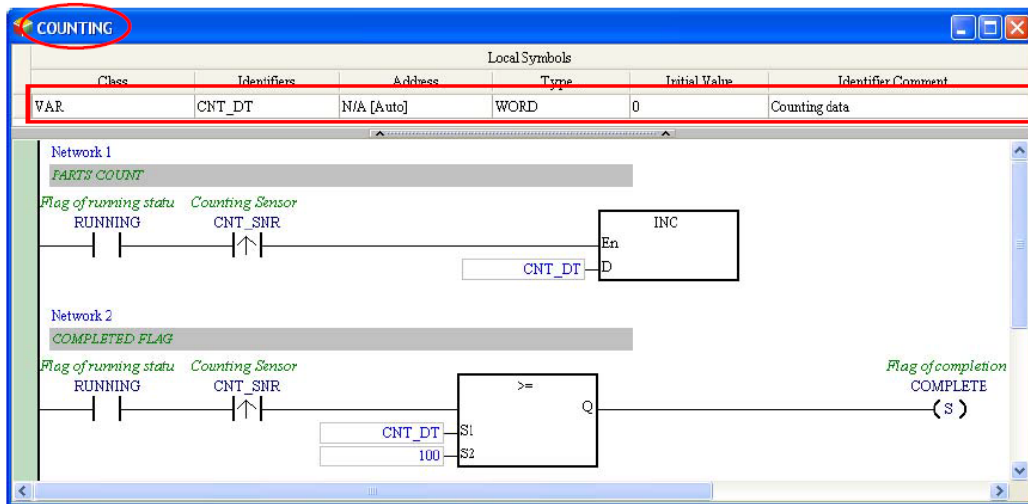 COUNTING
Local Symbols
Class Identifiers Address Type Initial Value Identifier Comment
VAR CNT_DT N/A [Auto] WORD 0 Counting data
Network 1
PARTS COUNT
Flag of running statu Counting Sensor
RUNNING CNT_SNR INC
En
CNT_DT D
Network 2
COMPLETED FLAG
Flag of running statu Counting Sensor Flag of completion
RUNNING CNT_SNR >= COMPLETE
Q S
CNT_DT S1
100 S2